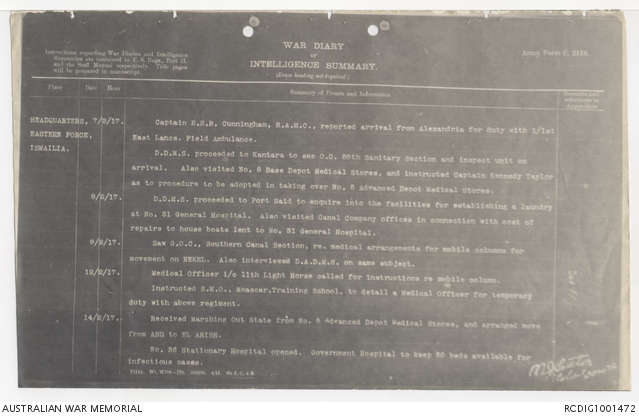 WAR DIARY
or
INTELLIGENCE SUMMARY.
(Erase heading not required.)
Army Form C. 2118.
Instructions regarding War Diaries and Intelligence
Summaries are contained in F. S. Regs., Part II.
and the Staff Manual respectively. Title pages
will be prepared in manuscript.
Place Date Hour Summary of Events and Information Remarks and references to Appendices
HEADQUARTERS, 7/2/17. Captain Cunningham, R.A.M.C., reported arrival from Alexandria for duty with 1/1st
EASTERN FORCE, East Lancs. Field Ambulance.
ISMAILIA. D.D.M.S. proceeded to Kantara to see O.C. Sanitary Section and inspect unit on
arrival. Also visited No. 8 Base Depot Medical Stores, and instructed Captain Kennedy Taylor
as to procedure to be adopted in taking over No. 8 Advanced Depot Medical Stores.
8/2/17. D.D.M.S. proceeded to Port Said to enquire into the facilities for establishing a laundry
at No. 31 General Hospital. Also visited Canal Company offices in connection with cost of
repairs to house boats lent to No. 31 General Hospital.
9/2/17. Saw G.O.C., Southern Canal Section, re. medical arrangements for mobile columns for
movement on NEKHL. Also interviewed D.A.D.M.S. on same subject.
12/2/17. Medical Officer i/c 11th Light Horse called for instructions re mobile column.
Instructed S.M.O., Moascar, Training School, to detail a Medical Officer for temporary
duty with above regiment.
14/2/17. Received Marching Out State from No. 8 Advanced Depot Medical Stores, and arranged move
from ABU to EL ARISH.
No. 26 Stationary Hospital opened. Government Hospital to keep 50 beds available for
infectious cases.
AUSTRALIAN WAR MEMORIAL
RCDIG1001472